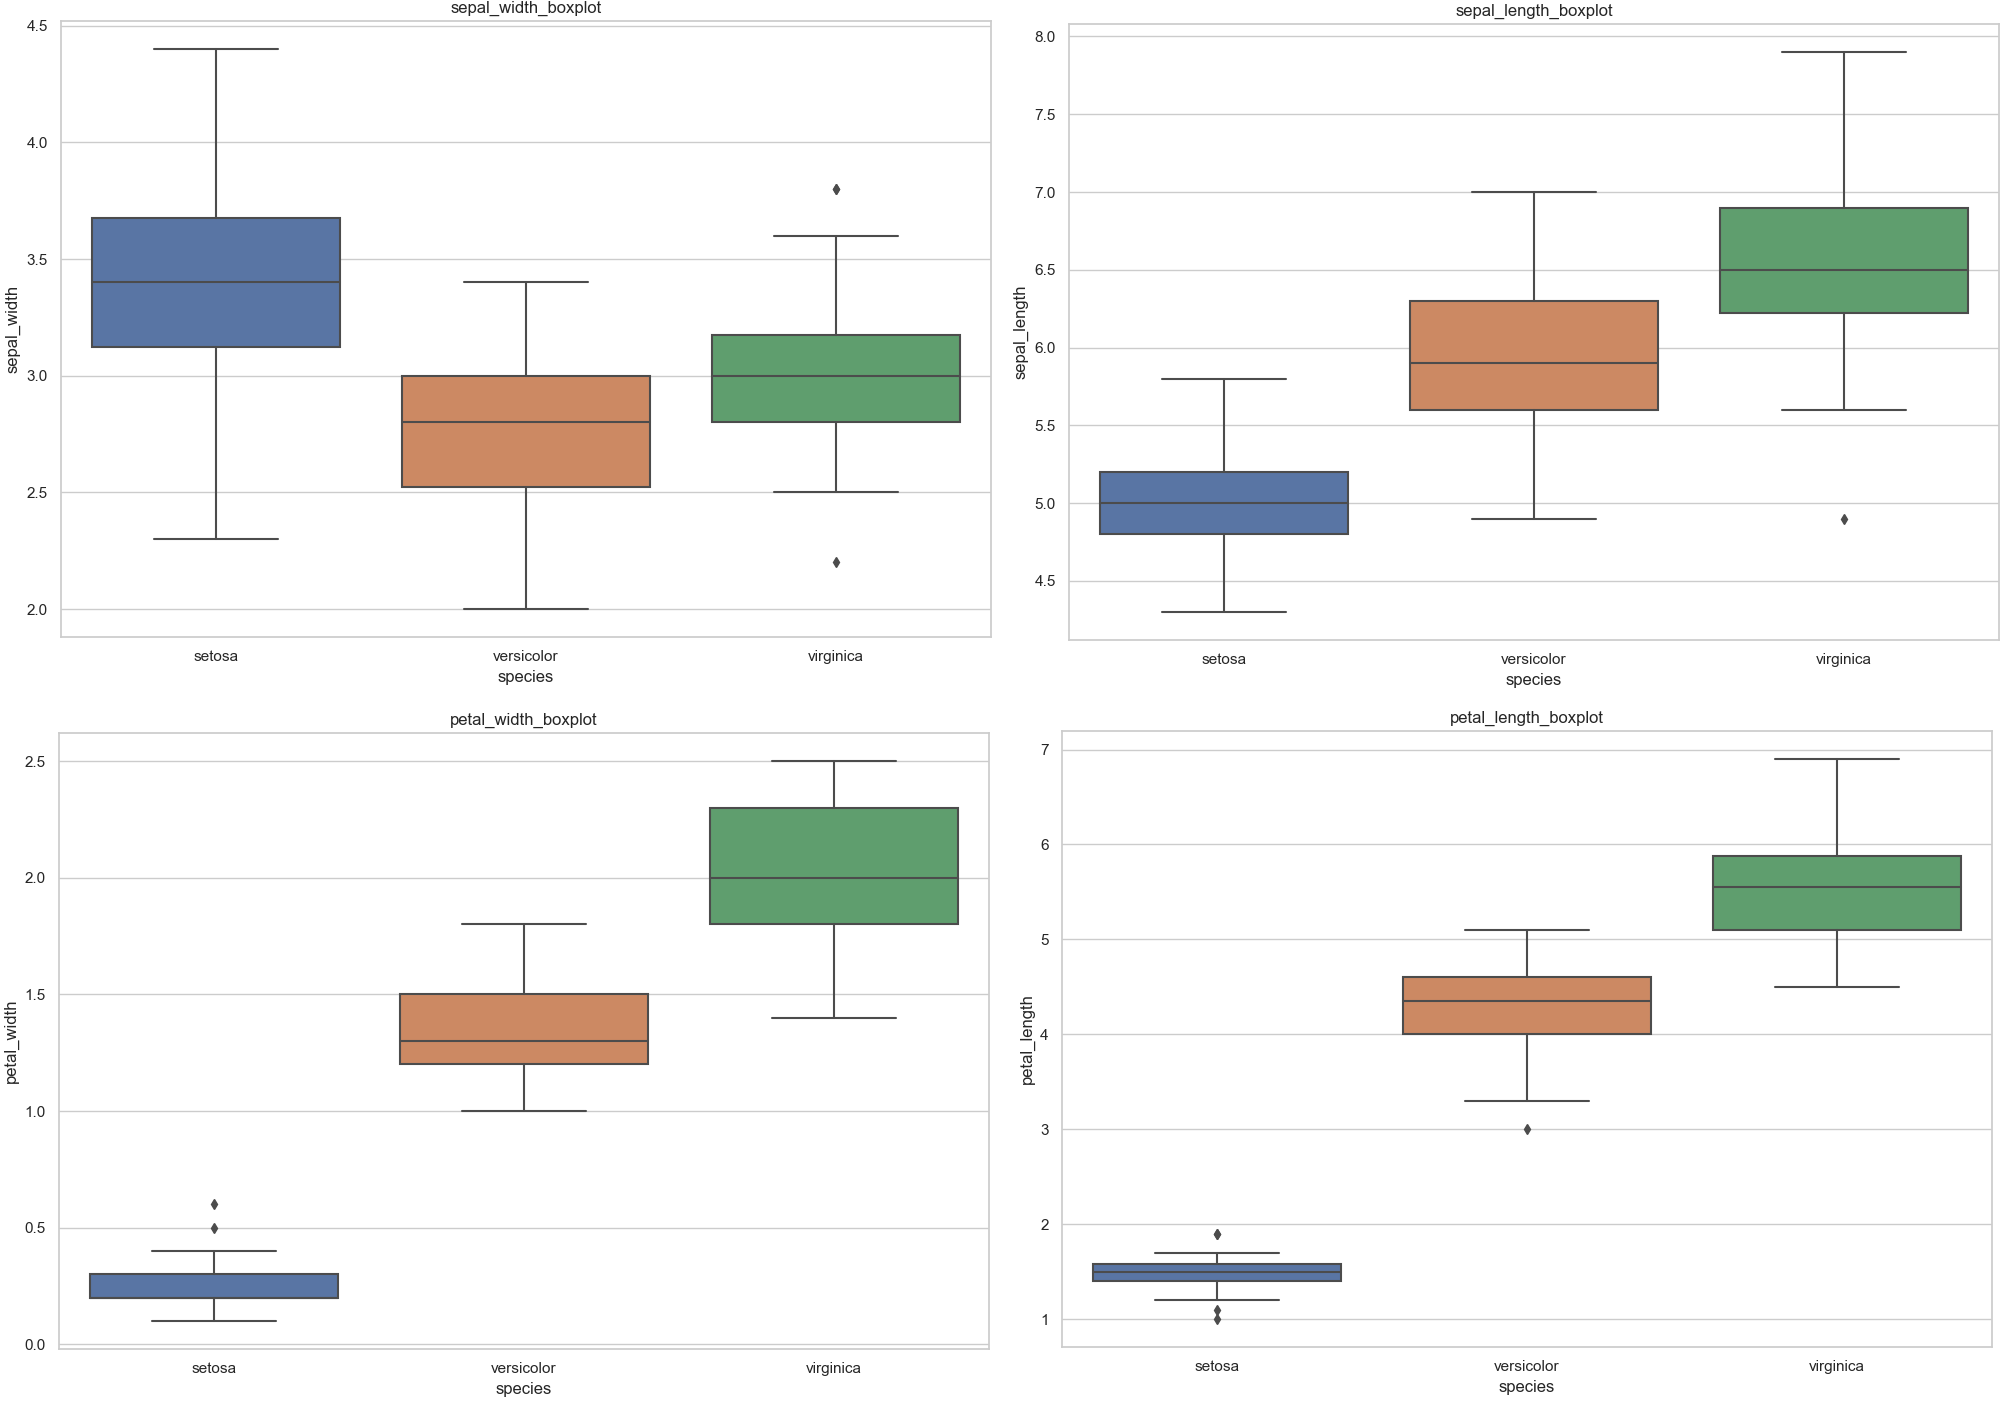 sepal_width_boxplot
4.5
4.0
3.5
3.0
2.5
2.0
sepal_width
setosa versicolor virginica
species
sepal_length_boxplot
8.0
7.5
7.0
6.5
6.0
5.5
5.0
4.5
sepal_length
setosa versicolor virginica
species
petal_width_boxplot
2.5
2.0
1.5
1.0
0.5
0.0
petal_width
setosa versicolor virginica
species
petal_length_boxplot
7
6
5
4
3
2
1
petal_length
setosa versicolor virginica
species